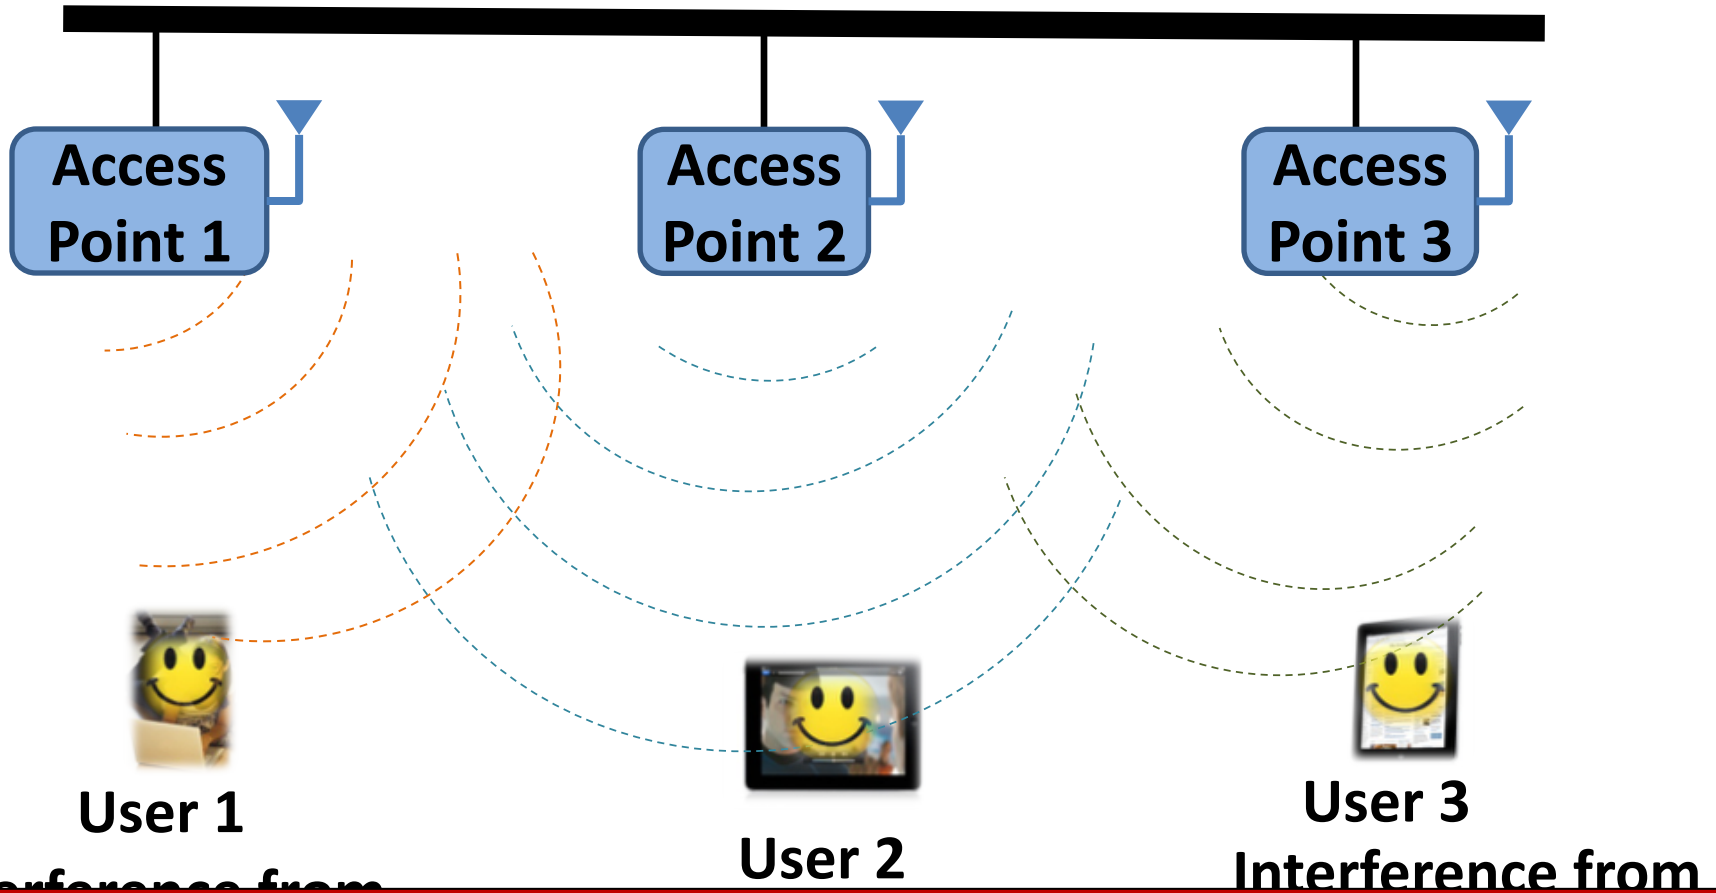 Access
Point 1
Access
Point 2
Access
Point 3
User 1
User 2
User 3
Interference from